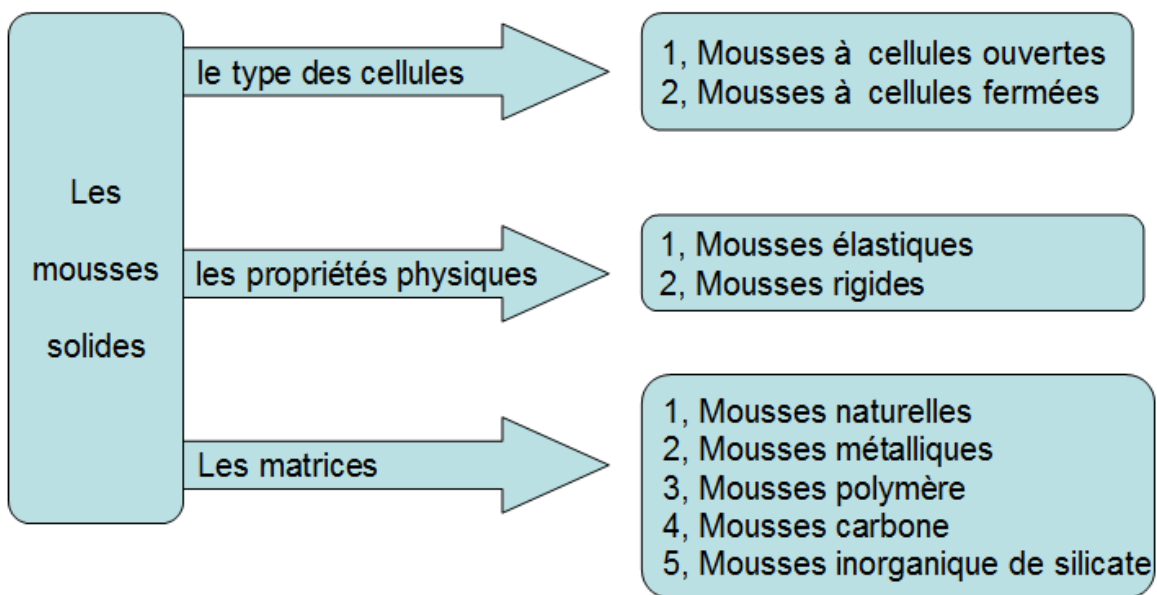 Les
mousses
solides
le type des cellules
1, Mousses à cellules ouvertes
2, Mousses à cellules fermées
les propriétés physiques
1, Mousses élastiques
2, Mousses rigides
Les matrices
1, Mousses naturelles
2, Mousses métalliques
3, Mousses polymère
4, Mousses carbone
5, Mousses inorganique de silicate